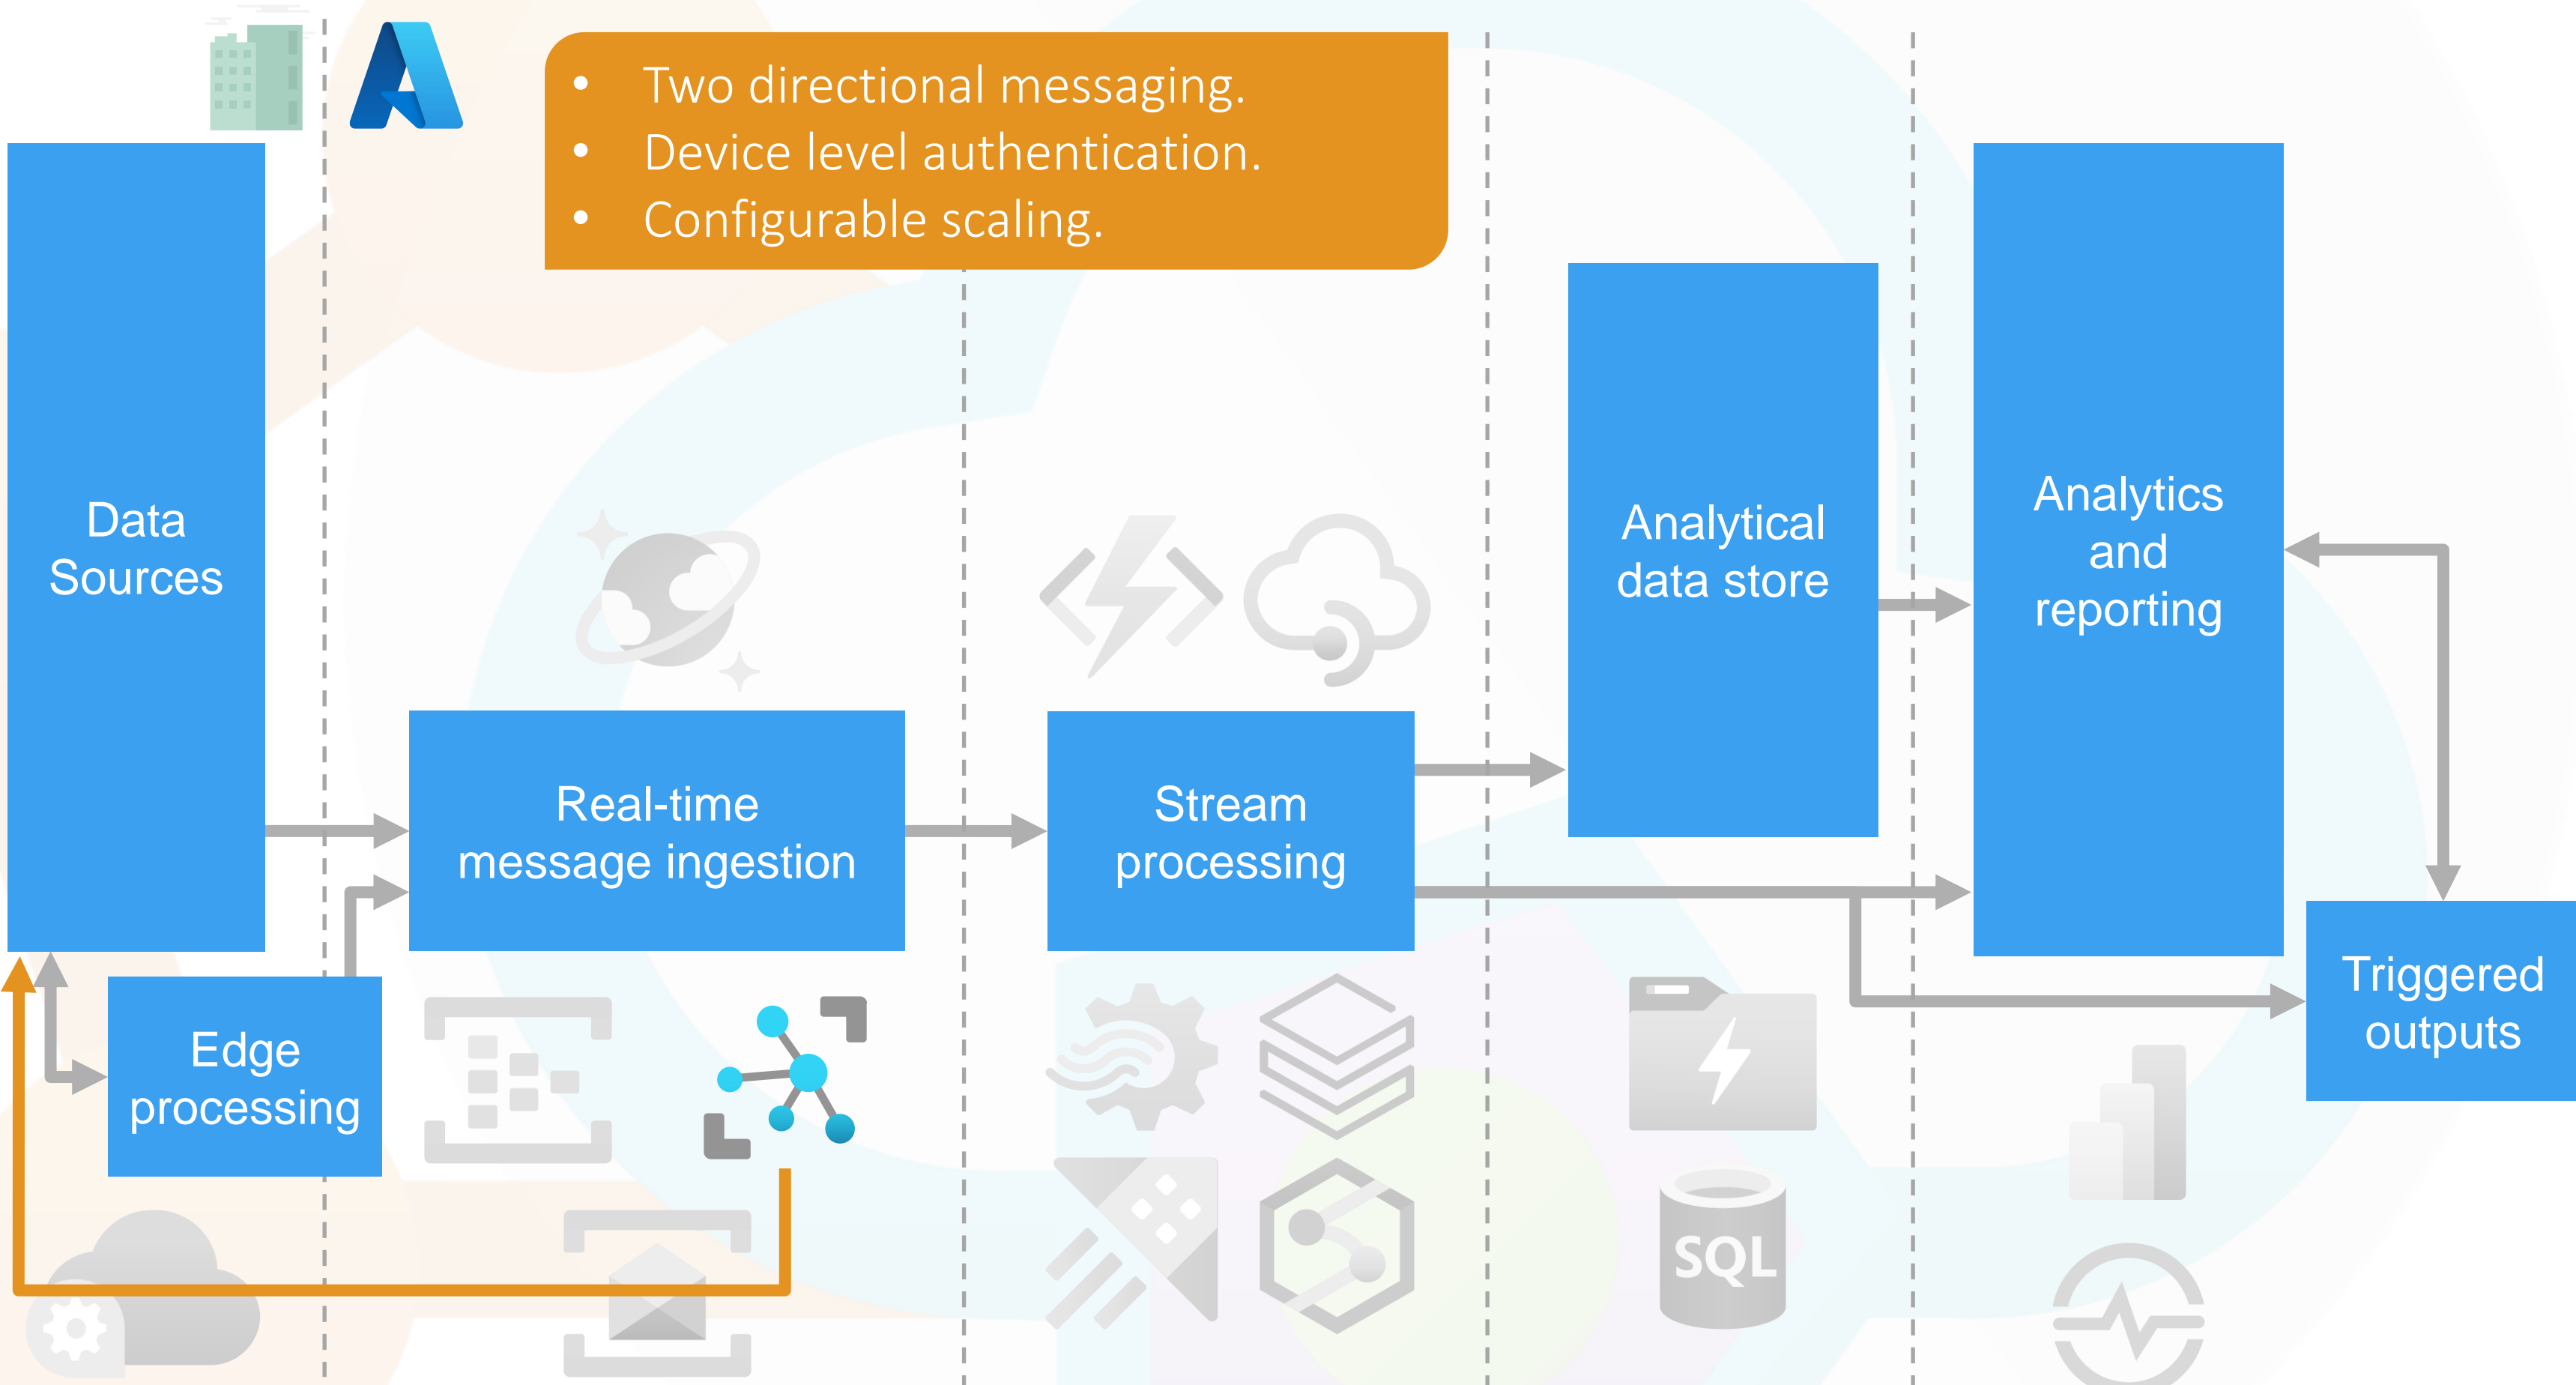 • Two directional messaging.
• Device level authentication.
• Configurable scaling.
Data
Sources
Edge
processing
Real-time
message ingestion
Stream
processing
Analytical
data store
Analytics
and
reporting
Triggered
outputs
SQL